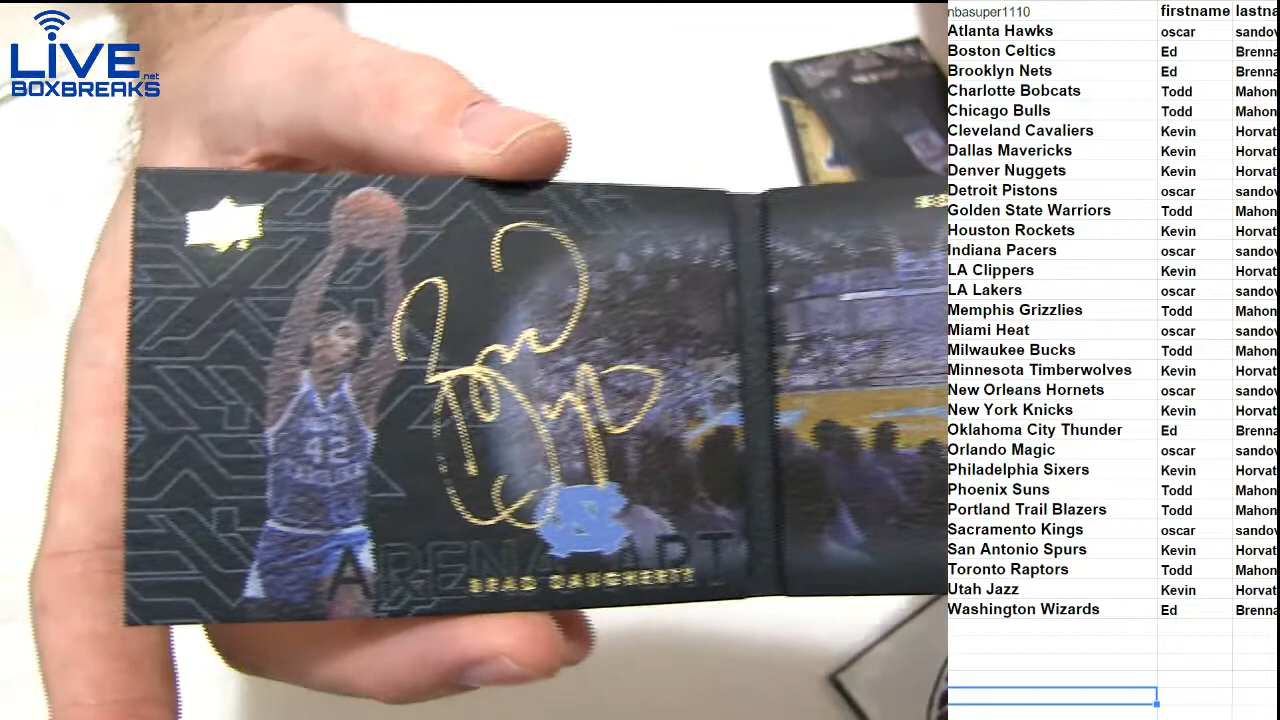 LIVE
.net
BOXBREAKS
42
ARENA ART
BRAD DAUGHERTY
nbasuper1110 firstname lastna
Atlanta Hawks oscar sandov
Boston Celtics Ed Brenna
Brooklyn Nets Ed Brenna
Charlotte Bobcats Todd Mahon
Chicago Bulls Todd Mahon
Cleveland Cavaliers Kevin Horvat
Dallas Mavericks Kevin Horvat
Denver Nuggets Kevin Horvat
Detroit Pistons oscar sandov
Golden State Warriors Todd Mahon
Houston Rockets Kevin Horvat
Indiana Pacers oscar sandov
LA Clippers Kevin Horvat
LA Lakers oscar sandov
Memphis Grizzlies Todd Mahon
Miami Heat oscar sandov
Milwaukee Bucks Todd Mahon
Minnesota Timberwolves Kevin Horvat
New Orleans Hornets oscar sandov
New York Knicks Kevin Horvat
Oklahoma City Thunder Ed Brenna
Orlando Magic oscar sandov
Philadelphia Sixers Kevin Horvat
Phoenix Suns Todd Mahon
Portland Trail Blazers Todd Mahon
Sacramento Kings oscar sandov
San Antonio Spurs Kevin Horvat
Toronto Raptors Todd Mahon
Utah Jazz Kevin Horvat
Washington Wizards Ed Brenna